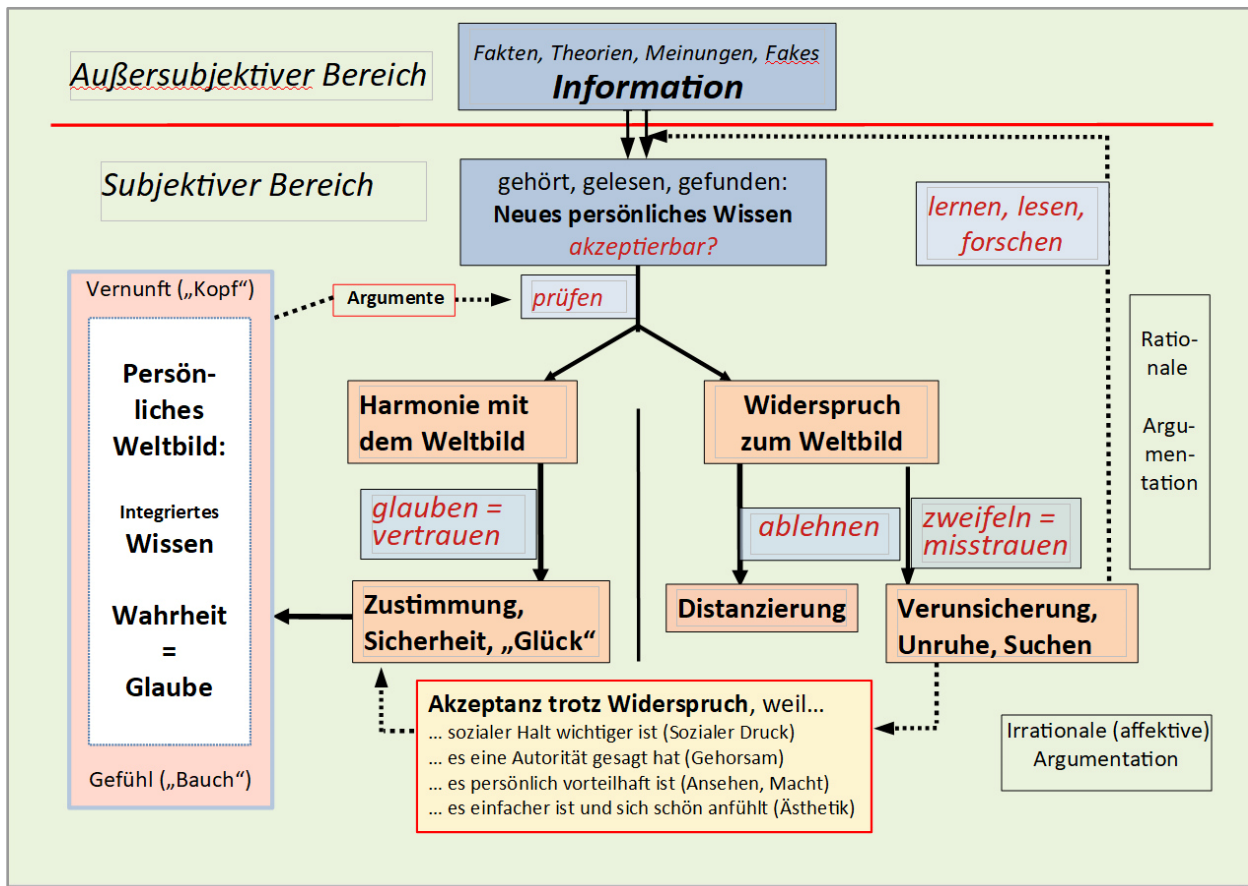 Außersubjektiver Bereich
Fakten, Theorien, Meinungen, Fakes
Information
Subjektiver Bereich
gehört, gelesen, gefunden:
Neues persönliches Wissen
akzeptierbar?
lernen, lesen,
forschen
Vernunft („Kopf“)
Argumente
prüfen
Persön-
liches
Weltbild:
Integriertes
Wissen
Wahrheit
=
Glaube
Gefühl („Bauch“)
Harmonie mit
dem Weltbild
Widerspruch
zum Weltbild
Ratio-
nale
Argu-
men-
tation
glauben =
vertrauen
ablehnen
zweifeln =
misstrauen
Zustimmung,
Sicherheit, „Glück“
Distanzierung
Verunsicherung,
Unruhe, Suchen
Akzeptanz trotz Widerspruch, weil...
... sozialer Halt wichtiger ist (Sozialer Druck)
... es eine Autorität gesagt hat (Gehorsam)
... es persönlich vorteilhaft ist (Ansehen, Macht)
... es einfacher ist und sich schön anfühlt (Ästhetik)
Irrationale (affektive)
Argumentation